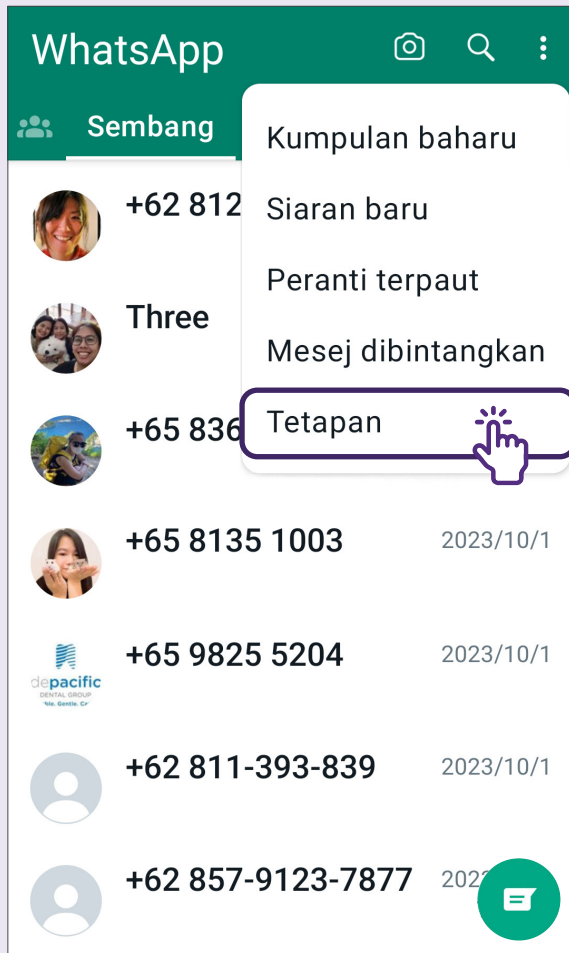 WhatsApp
Sembang
Kumpulan baharu
Siaran baru
Peranti terpaut
Mesej dibintangkan
Tetapan
+62 812
Three
+65 836
+65 8135 1003 2023/10/1
+65 9825 5204 2023/10/1
depacific
DENTAL GROUP
+62 811-393-839 2023/10/1
+62 857-9123-7877 202